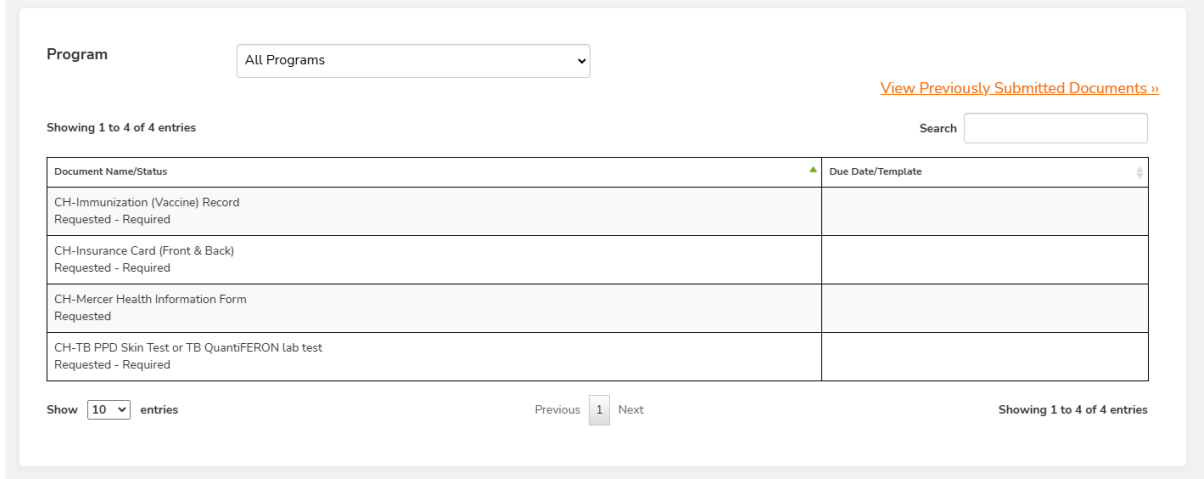 Program
All Programs
View Previously Submitted Documents »
Showing 1 to 4 of 4 entries
Search
Document Name/Status
Due Date/Template
CH-Immunization (Vaccine) Record
Requested - Required
CH-Insurance Card (Front & Back)
Requested - Required
CH-Mercer Health Information Form
Requested
CH-TB PPD Skin Test or TB QuantiFERON lab test
Requested - Required
Show 10 entries
Previous 1 Next
Showing 1 to 4 of 4 entries